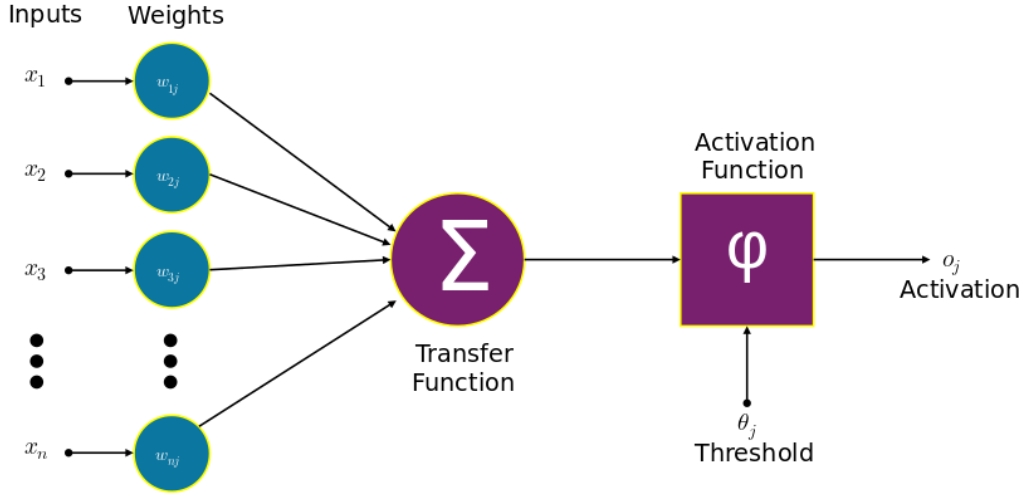 Inputs Weights
x₁ w₁ⱼ
x₂ w₂ⱼ
x₃ w₃ⱼ
xₙ wₙⱼ
Σ
Transfer
Function
Activation
Function
φ
θⱼ
Threshold
oⱼ
Activation